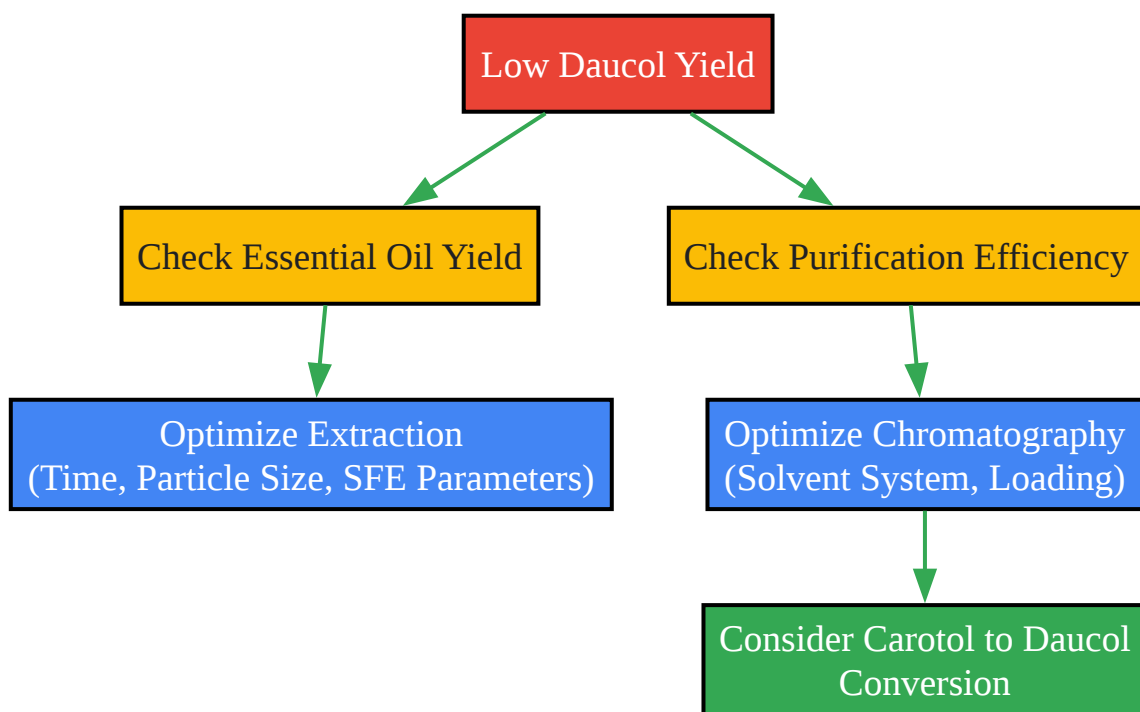 Low Daucol Yield
Check Essential Oil Yield
Check Purification Efficiency
Optimize Extraction
(Time, Particle Size, SFE Parameters)
Optimize Chromatography
(Solvent System, Loading)
Consider Carotol to Daucol
Conversion